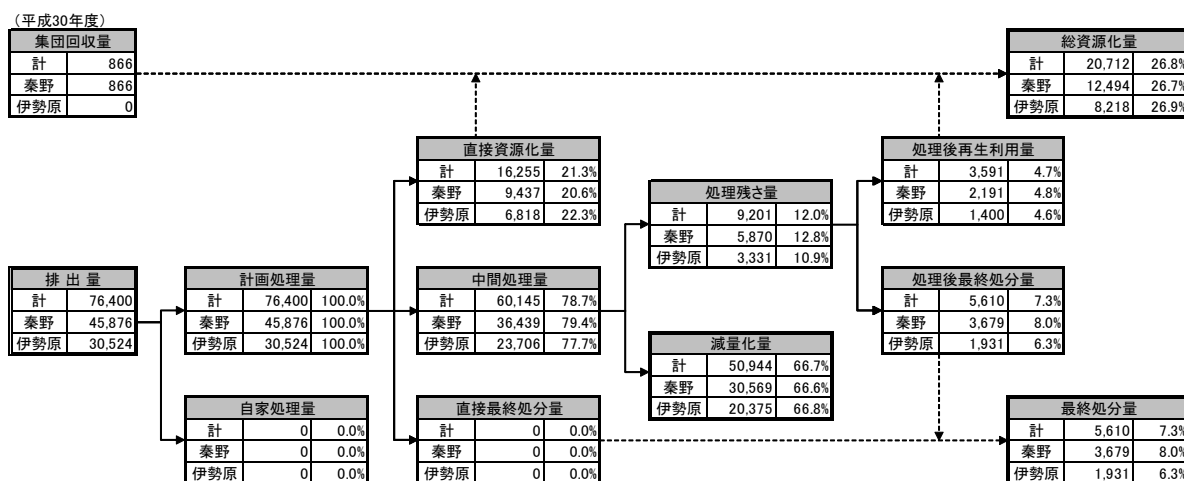 （平成30年度）
集団回収量
計 866
秦野 866
伊勢原 0
総資源化量
計 20,712 26.8%
秦野 12,494 26.7%
伊勢原 8,218 26.9%
直接資源化量
計 16,255 21.3%
秦野 9,437 20.6%
伊勢原 6,818 22.3%
処理後再生利用量
計 3,591 4.7%
秦野 2,191 4.8%
伊勢原 1,400 4.6%
処理残さ量
計 9,201 12.0%
秦野 5,870 12.8%
伊勢原 3,331 10.9%
排 出 量
計 76,400
秦野 45,876
伊勢原 30,524
計画処理量
計 76,400 100.0%
秦野 45,876 100.0%
伊勢原 30,524 100.0%
中間処理量
計 60,145 78.7%
秦野 36,439 79.4%
伊勢原 23,706 77.7%
処理後最終処分量
計 5,610 7.3%
秦野 3,679 8.0%
伊勢原 1,931 6.3%
減量化量
計 50,944 66.7%
秦野 30,569 66.6%
伊勢原 20,375 66.8%
自家処理量
計 0 0.0%
秦野 0 0.0%
伊勢原 0 0.0%
直接最終処分量
計 0 0.0%
秦野 0 0.0%
伊勢原 0 0.0%
最終処分量
計 5,610 7.3%
秦野 3,679 8.0%
伊勢原 1,931 6.3%